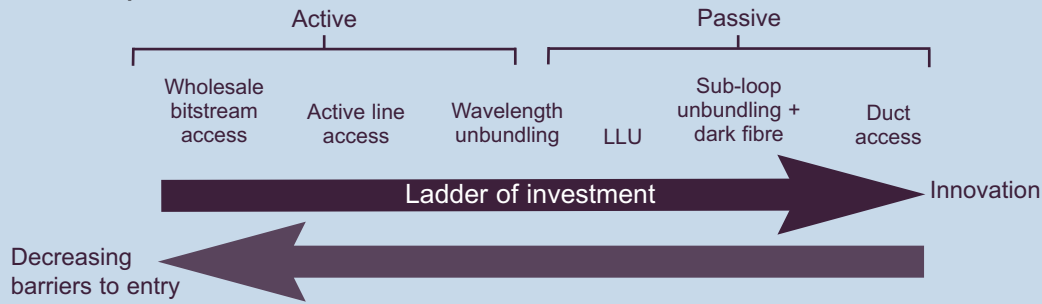 Active
Passive
Wholesale
bitstream
access
Active line
access
Wavelength
unbundling
LLU
Sub-loop
unbundling +
dark fibre
Duct
access
Ladder of investment
Innovation
Decreasing
barriers to entry